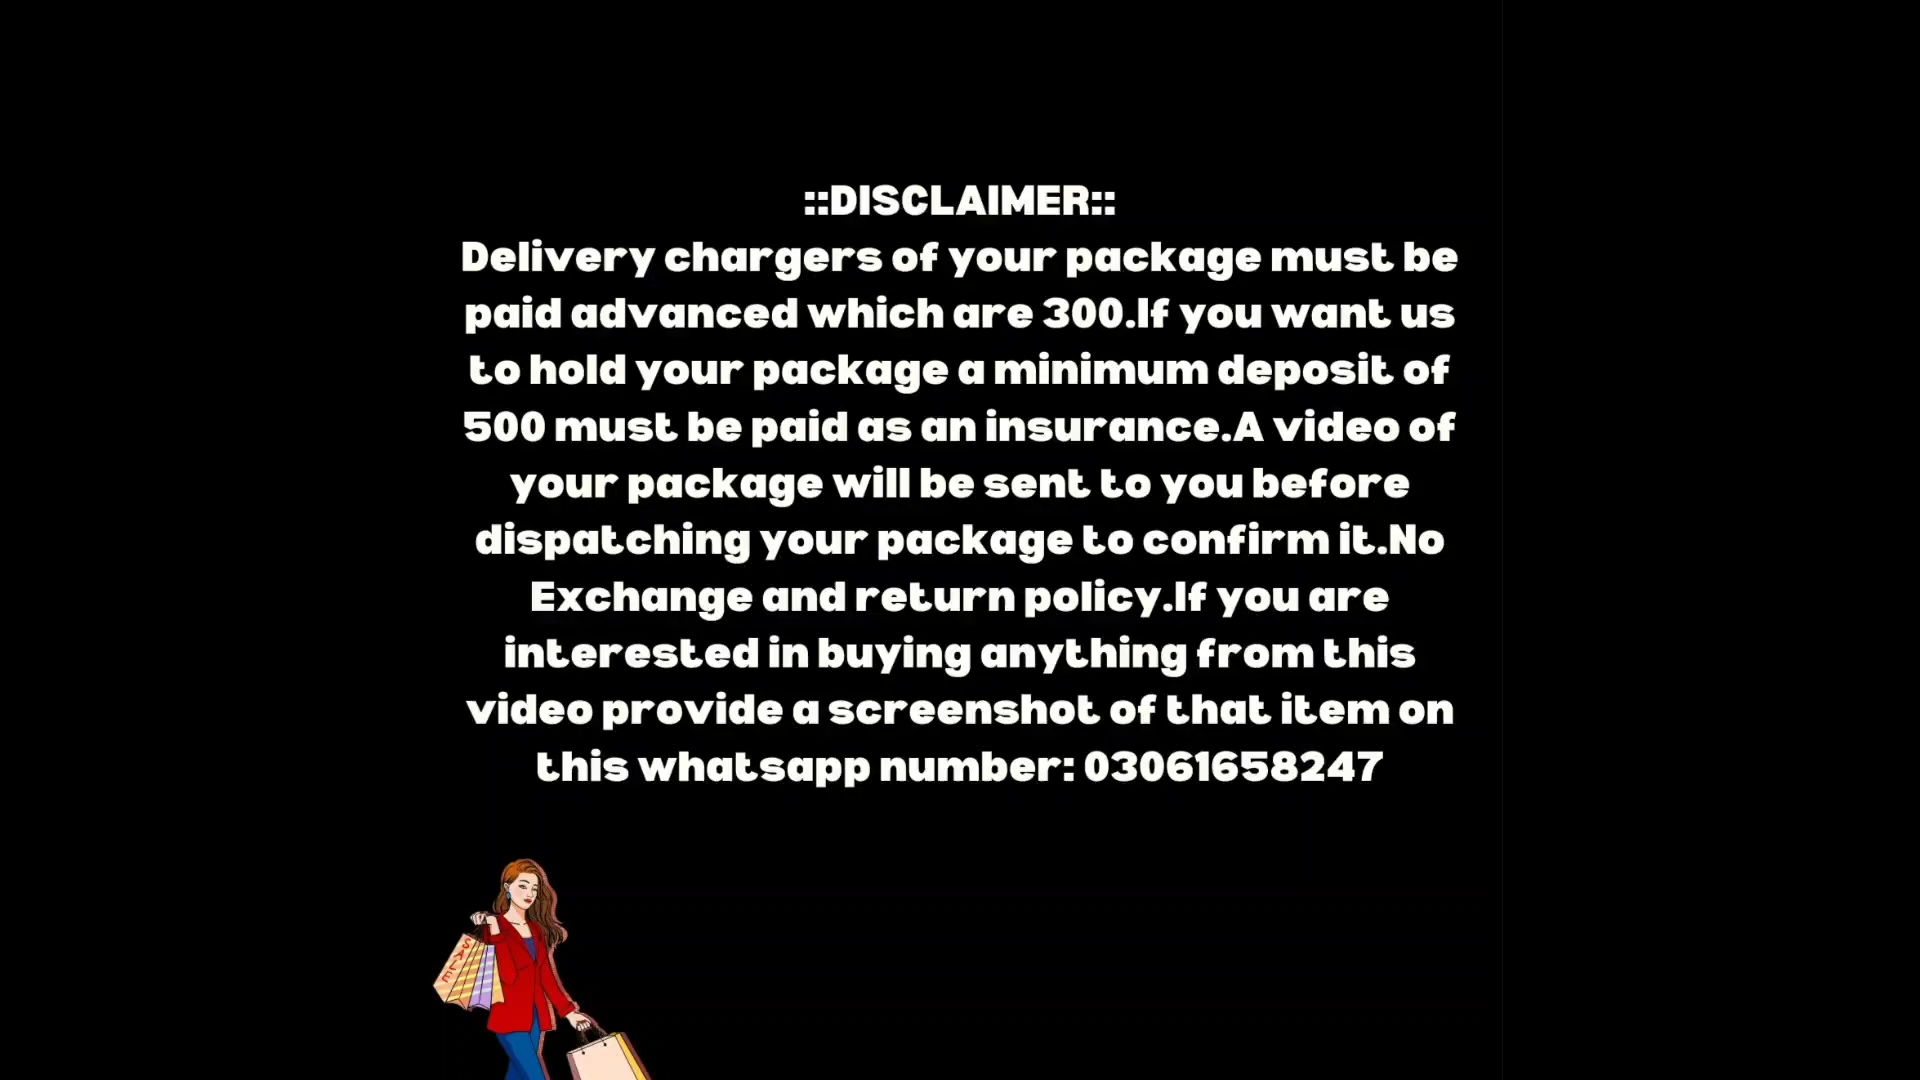 ::DISCLAIMER::
Delivery chargers of your package must be
paid advanced which are 300.If you want us
to hold your package a minimum deposit of
500 must be paid as an insurance.A video of
your package will be sent to you before
dispatching your package to confirm it.No
Exchange and return policy.If you are
interested in buying anything from this
video provide a screenshot of that item on
this whatsapp number: 03061658247
SALE